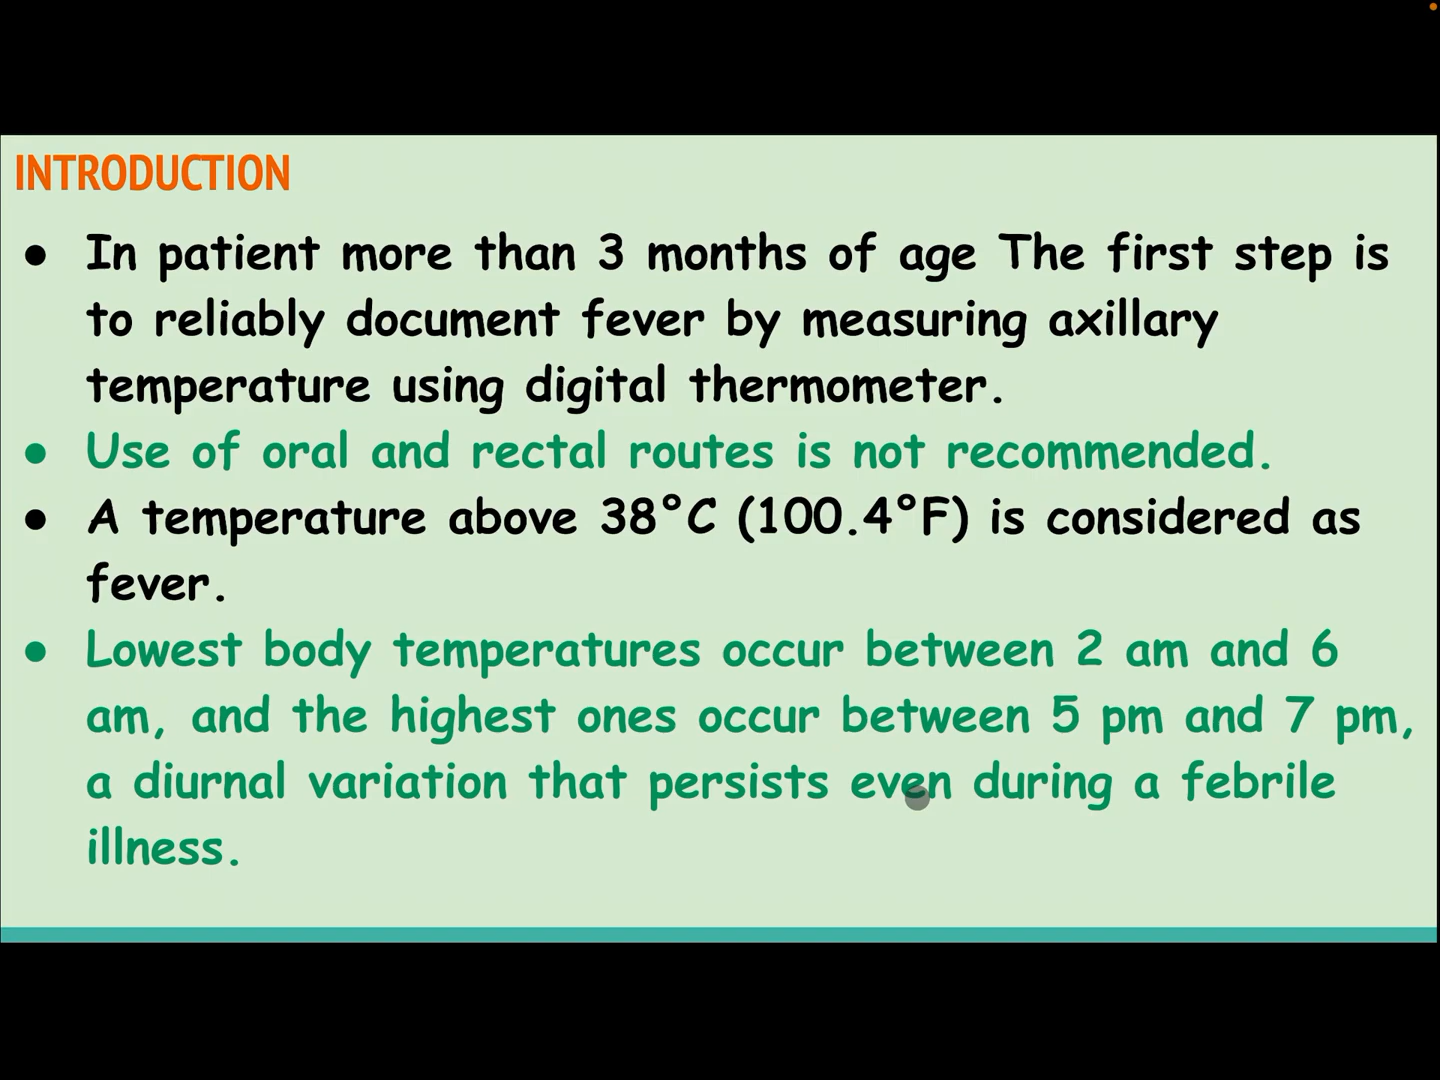 INTRODUCTION
● In patient more than 3 months of age The first step is
to reliably document fever by measuring axillary
temperature using digital thermometer.
● Use of oral and rectal routes is not recommended.
● A temperature above 38°C (100.4°F) is considered as
fever.
● Lowest body temperatures occur between 2 am and 6
am, and the highest ones occur between 5 pm and 7 pm,
a diurnal variation that persists even during a febrile
illness.